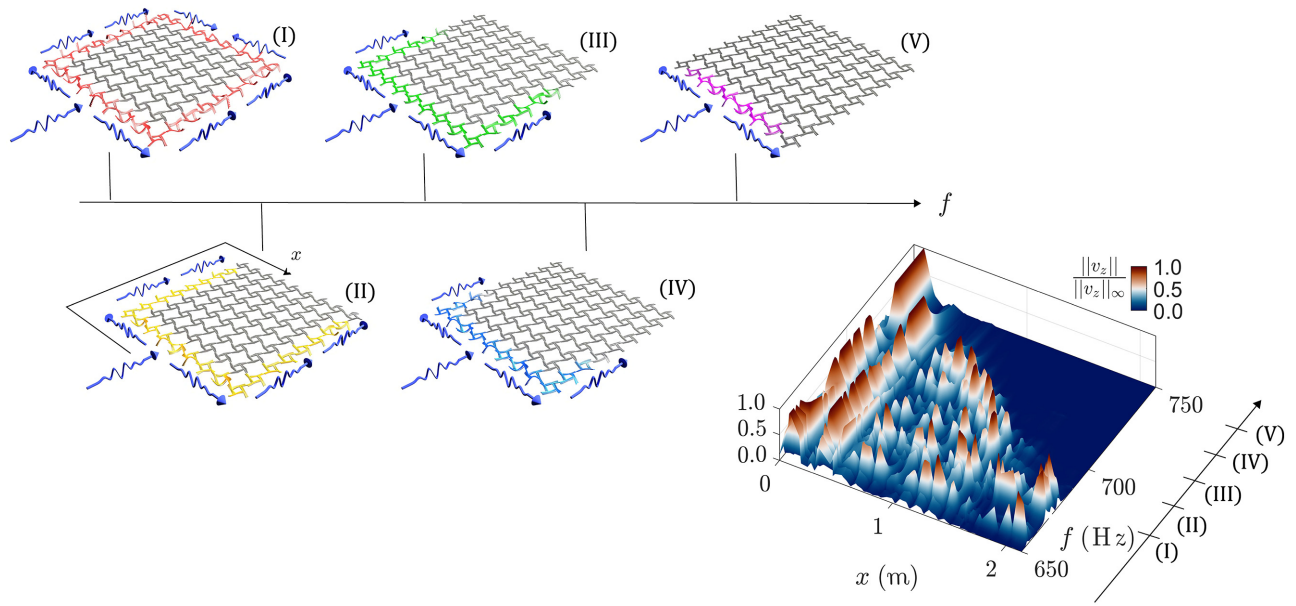 (I)
(III)
(V)
f
x
(II)
(IV)
||v_z||
||v_z||∞
1.0
0.5
0.0
1.0
0.5
0.0
0
1
2
x (m)
650
700
750
f (Hz)
(I)
(II)
(III)
(IV)
(V)